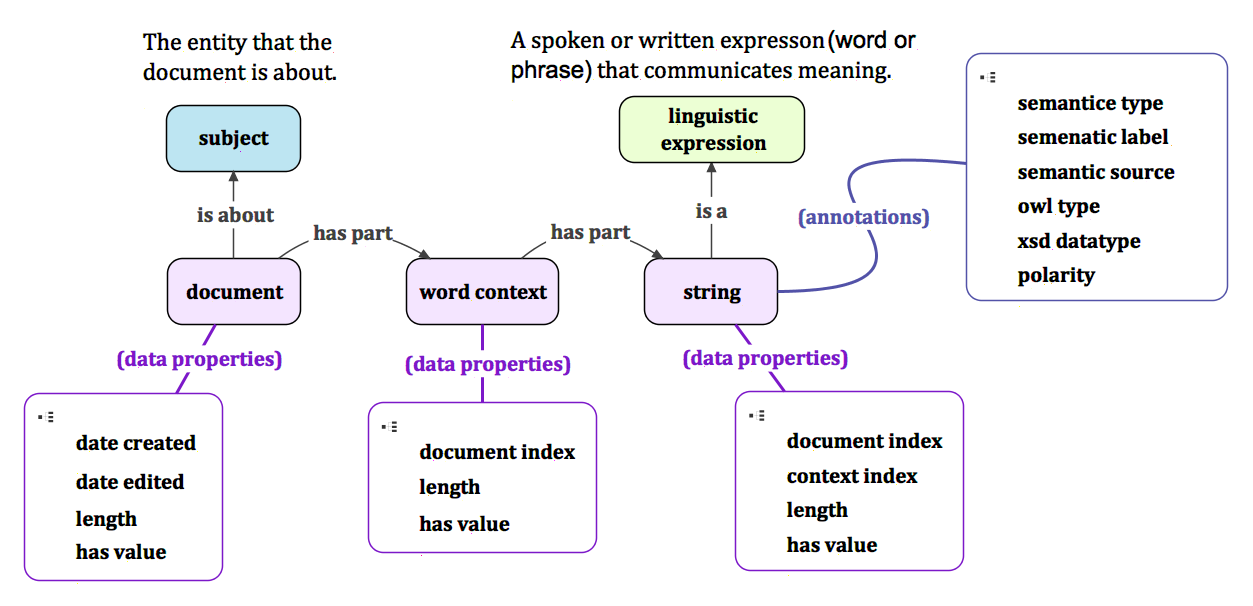 The entity that the
document is about.
A spoken or written expresson (word or
phrase) that communicates meaning.
subject
linguistic
expression
is about
has part
has part
is a
(annotations)
document
word context
string
semantice type
semenatic label
semantic source
owl type
xsd datatype
polarity
(data properties)
(data properties)
(data properties)
date created
date edited
length
has value
document index
length
has value
document index
context index
length
has value